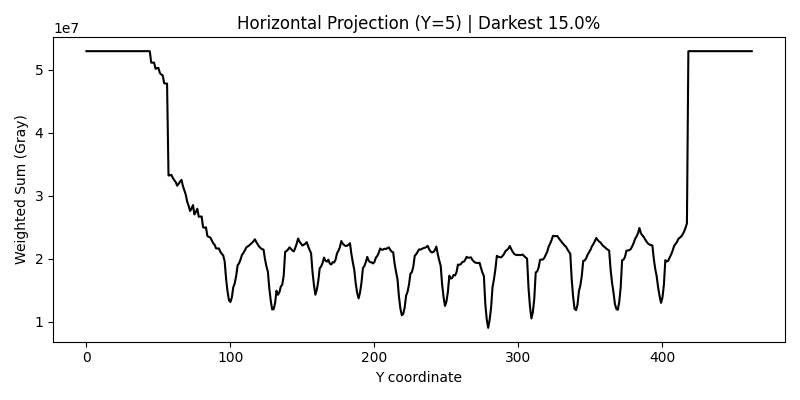 Horizontal Projection (Y=5) | Darkest 15.0%
1e7
5
4
3
2
1
Weighted Sum (Gray)
0 100 200 300 400
Y coordinate